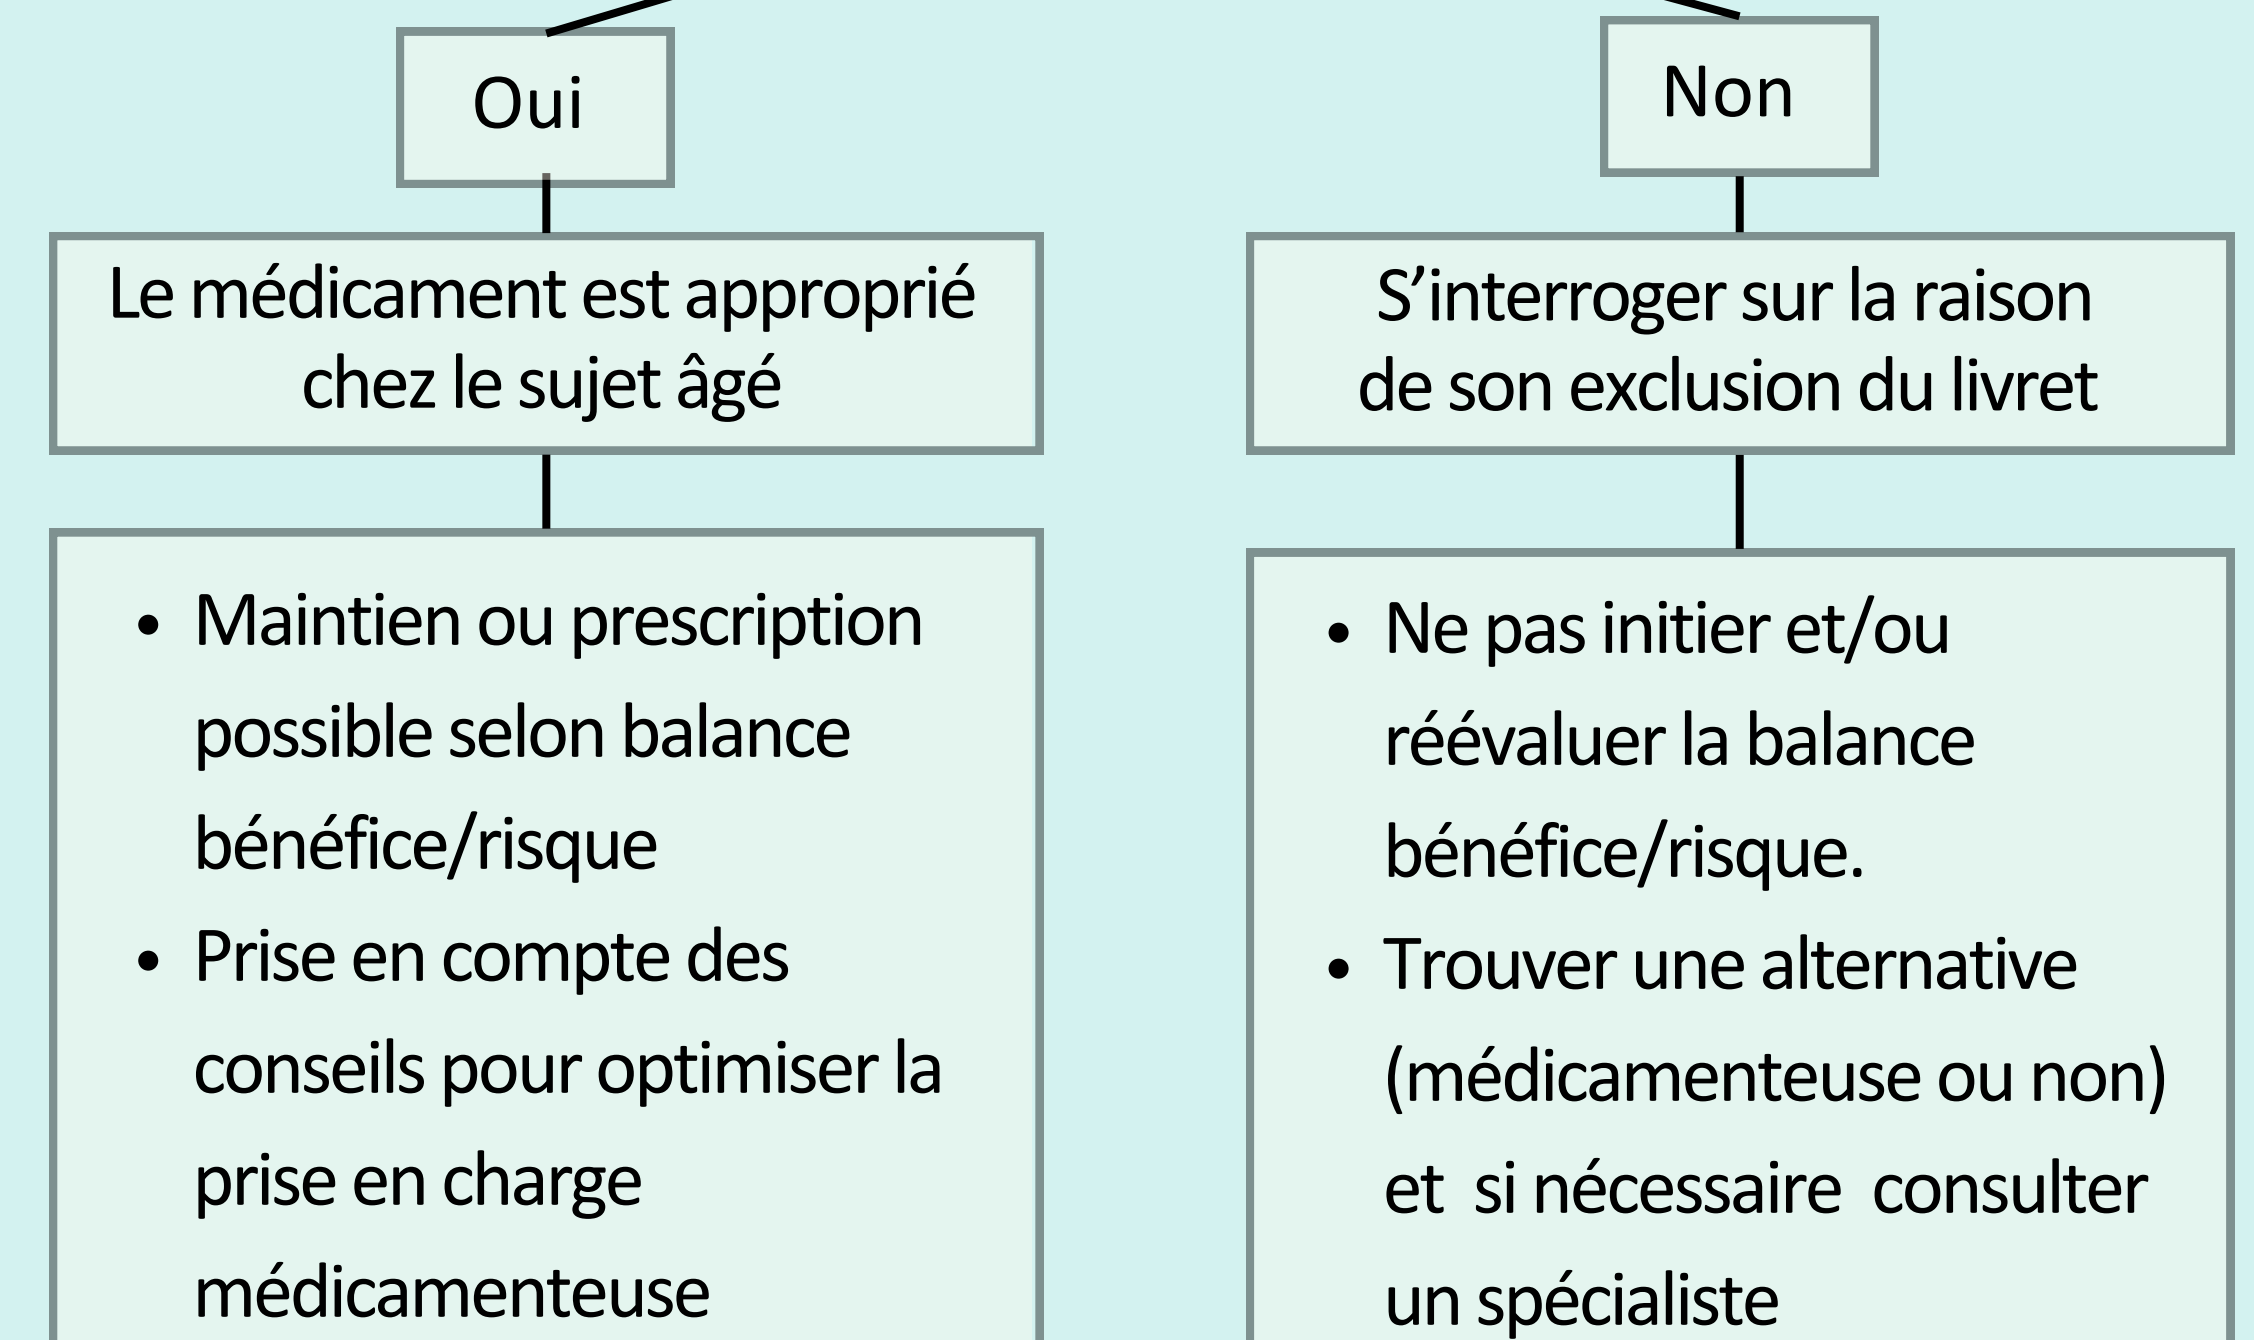 Oui
Le médicament est approprié
chez le sujet âgé
• Maintien ou prescription
possible selon balance
bénéfice/risque
• Prise en compte des
conseils pour optimiser la
prise en charge
médicamenteuse
Non
S’interroger sur la raison
de son exclusion du livret
• Ne pas initier et/ou
réévaluer la balance
bénéfice/risque.
• Trouver une alternative
(médicamenteuse ou non)
et si nécessaire consulter
un spécialiste